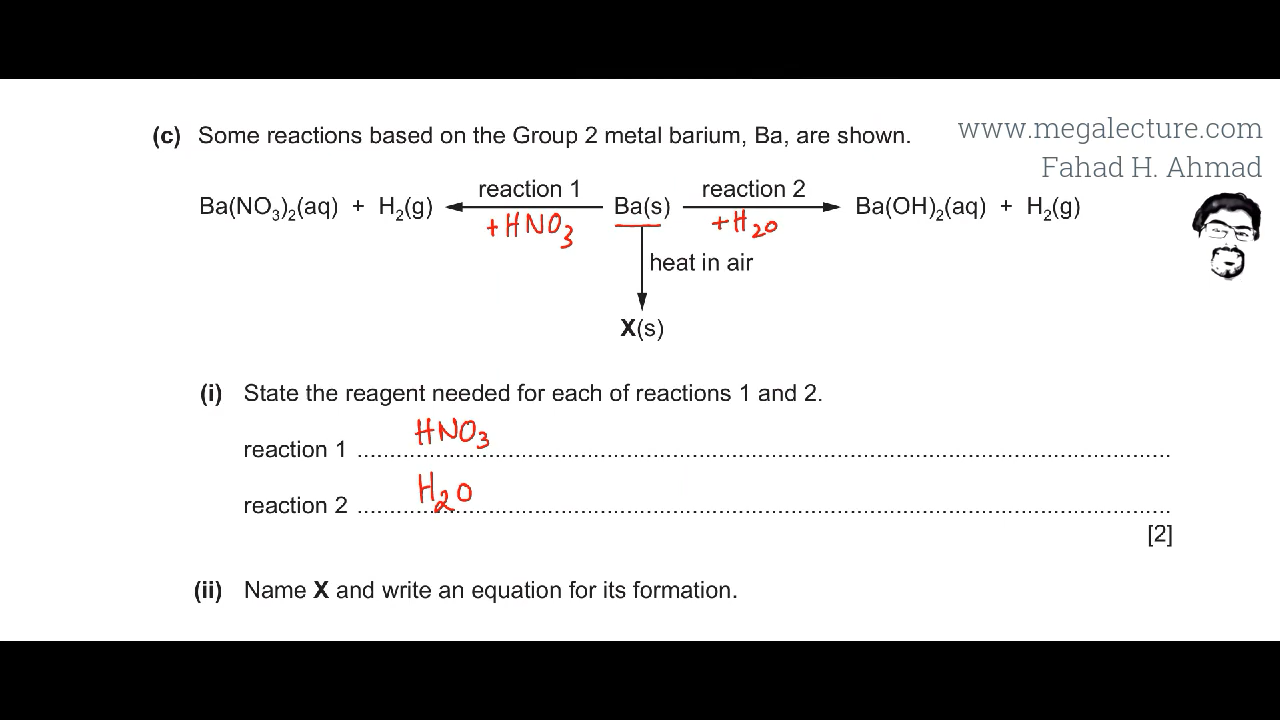 (c) Some reactions based on the Group 2 metal barium, Ba, are shown.
www.megalecture.com
Fahad H. Ahmad
reaction 1 reaction 2
Ba(NO₃)₂(aq) + H₂(g) Ba(s) Ba(OH)₂(aq) + H₂(g)
+HNO₃ +H₂O
heat in air
X(s)
(i) State the reagent needed for each of reactions 1 and 2.
HNO₃
reaction 1 ........................................
H₂O
reaction 2 ........................................
[2]
(ii) Name X and write an equation for its formation.